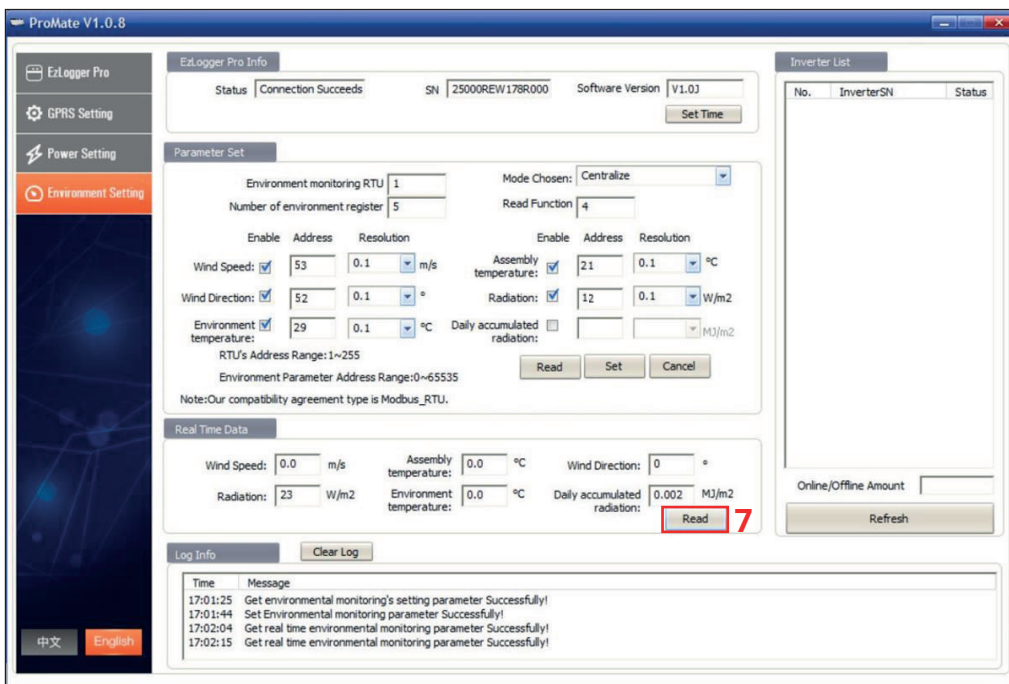 ProMate V1.0.8
EzLogger Pro
GPRS Setting
Power Setting
Environment Setting
中文 English
EzLogger Pro Info
Status Connection Succeeds SN 25000REW178R000 Software Version V1.0J
Set Time
Parameter Set
Environment monitoring RTU 1 Mode Chosen: Centralize
Number of environment register 5 Read Function 4
Enable Address Resolution Enable Address Resolution
Wind Speed: 53 0.1 m/s Assembly temperature: 21 0.1 °C
Wind Direction: 52 0.1 ° Radiation: 12 0.1 W/m2
Environment temperature: 29 0.1 °C Daily accumulated radiation: MJ/m2
RTU's Address Range:1~255
Read Set Cancel
Environment Parameter Address Range:0~65535
Note:Our compatibility agreement type is Modbus_RTU.
Real Time Data
Wind Speed: 0.0 m/s Assembly temperature: 0.0 °C Wind Direction: 0 °
Radiation: 23 W/m2 Environment temperature: 0.0 °C Daily accumulated radiation: 0.002 MJ/m2
Read 7
Inverter List
No. InverterSN Status
Online/Offline Amount
Refresh
Log Info Clear Log
Time Message
17:01:25 Get environmental monitoring's setting parameter Successfully!
17:01:44 Set Environmental monitoring parameter Successfully!
17:02:04 Get real time environmental monitoring parameter Successfully!
17:02:15 Get real time environmental monitoring parameter Successfully!